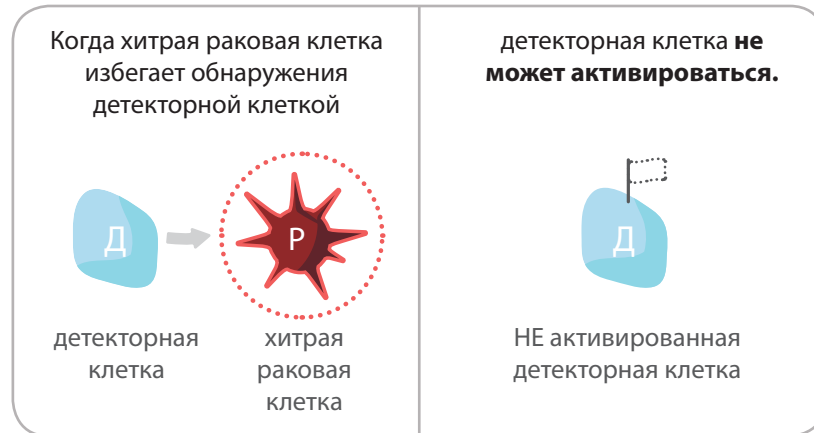 Когда хитрая раковая клетка
избегает обнаружения
детекторной клеткой
Д
Р
детекторная
клетка
хитрая
раковая
клетка
детекторная клетка не
может активироваться.
Д
НЕ активированная
детекторная клетка